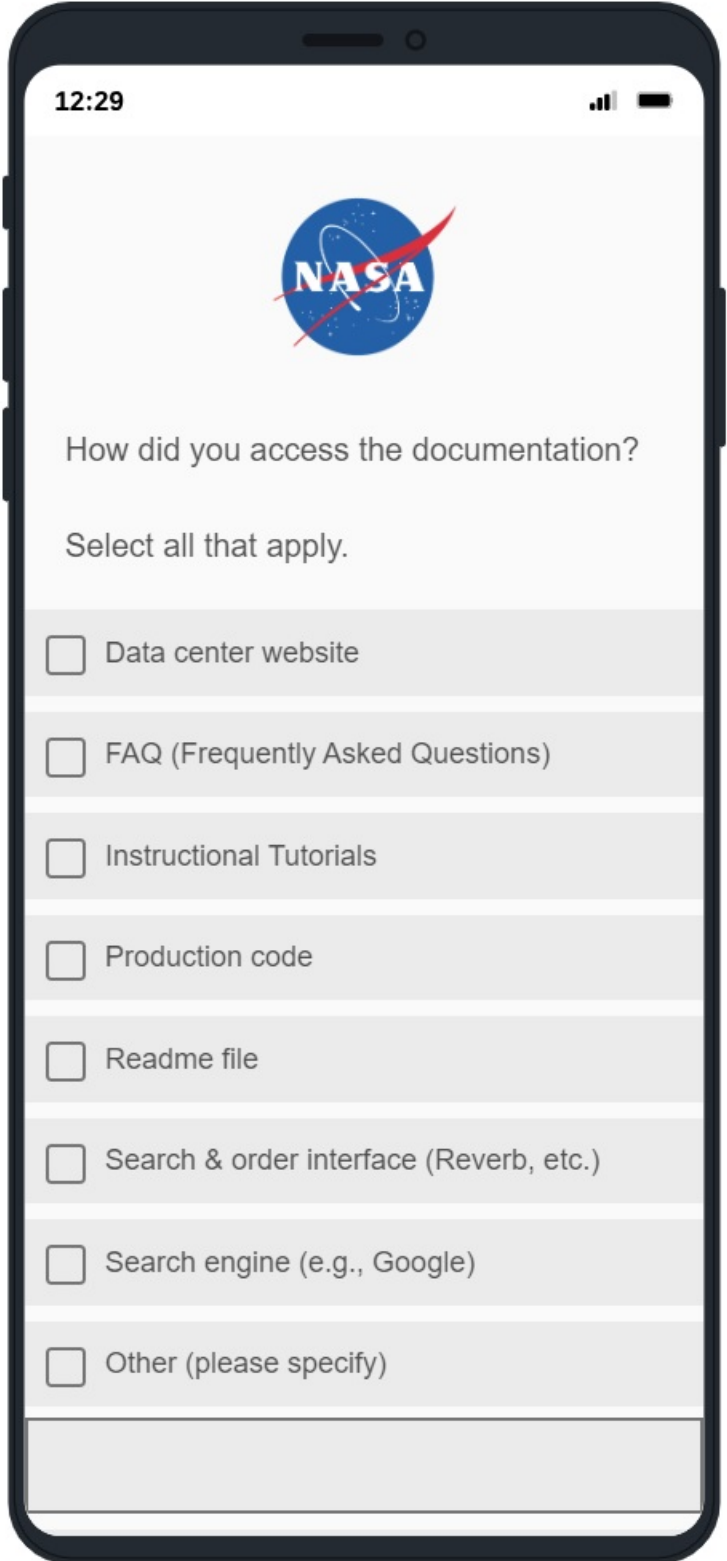 12:29
NASA
How did you access the documentation?
Select all that apply.
Data center website
FAQ (Frequently Asked Questions)
Instructional Tutorials
Production code
Readme file
Search & order interface (Reverb, etc.)
Search engine (e.g., Google)
Other (please specify)